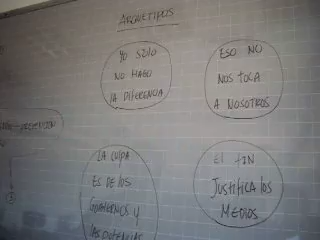 ARQUETIPOS
YO SOLO
NO HAGO
LA DIFERENCIA
ESO NO
NOS TOCA
A NOSOTROS
LA CULPA
ES DE LOS
GOBIERNOS Y
EL FIN
JUSTIFICA LOS
MEDIOS